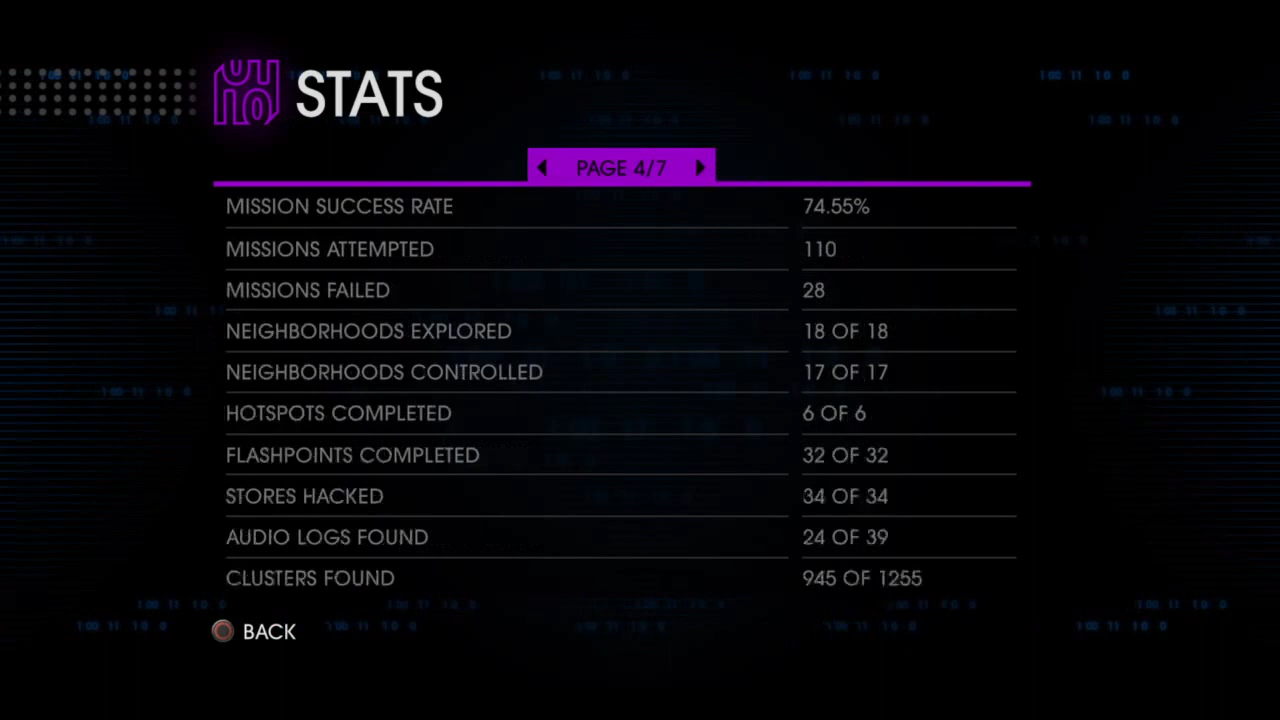 STATS
PAGE 4/7
MISSION SUCCESS RATE 74.55%
MISSIONS ATTEMPTED 110
MISSIONS FAILED 28
NEIGHBORHOODS EXPLORED 18 OF 18
NEIGHBORHOODS CONTROLLED 17 OF 17
HOTSPOTS COMPLETED 6 OF 6
FLASHPOINTS COMPLETED 32 OF 32
STORES HACKED 34 OF 34
AUDIO LOGS FOUND 24 OF 39
CLUSTERS FOUND 945 OF 1255
BACK